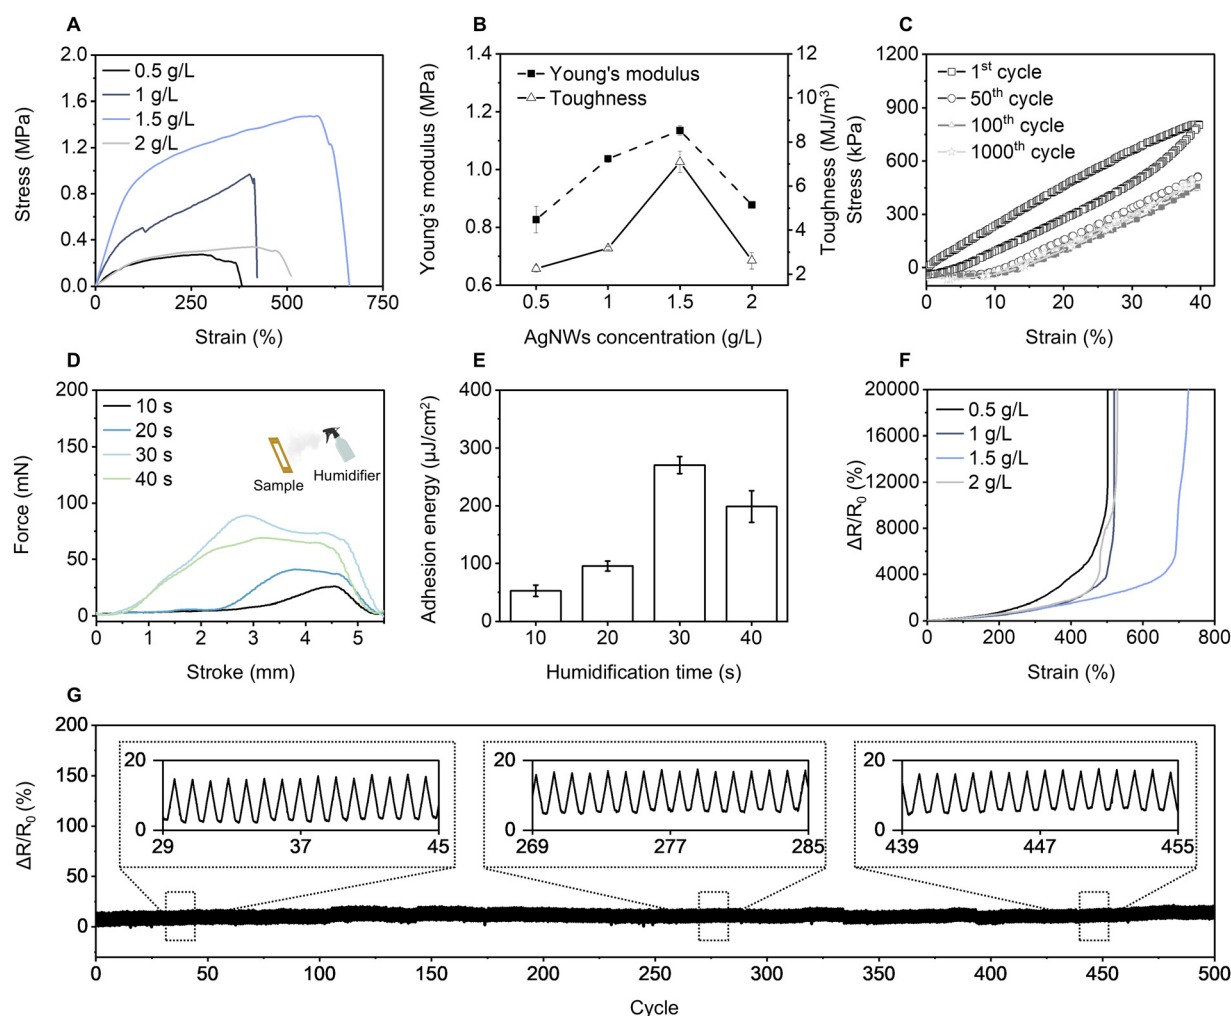 A
Stress (MPa)
2.0
1.6
1.2
0.8
0.4
0.0
0.5 g/L
1 g/L
1.5 g/L
2 g/L
0
250
500
750
Strain (%)
B
Young's modulus (MPa)
1.4
1.2
1.0
0.8
0.6
Young's modulus
Toughness
12
10
8
6
4
2
Toughness (MJ/m³)
0.5
1
1.5
2
AgNWs concentration (g/L)
C
Stress (kPa)
1200
900
600
300
0
1st cycle
50th cycle
100th cycle
1000th cycle
0
10
20
30
40
Strain (%)
D
Force (mN)
200
150
100
50
0
10 s
20 s
30 s
40 s
Sample
Humidifier
0
1
2
3
4
5
Stroke (mm)
E
Adhesion energy (μJ/cm²)
400
300
200
100
0
10
20
30
40
Humidification time (s)
F
ΔR/R₀ (%)
20000
16000
12000
8000
4000
0
0.5 g/L
1 g/L
1.5 g/L
2 g/L
0
200
400
600
800
Strain (%)
G
ΔR/R₀ (%)
200
150
100
50
0
20
0
29
37
45
20
0
269
277
285
20
0
439
447
455
0
50
100
150
200
250
300
350
400
450
500
Cycle